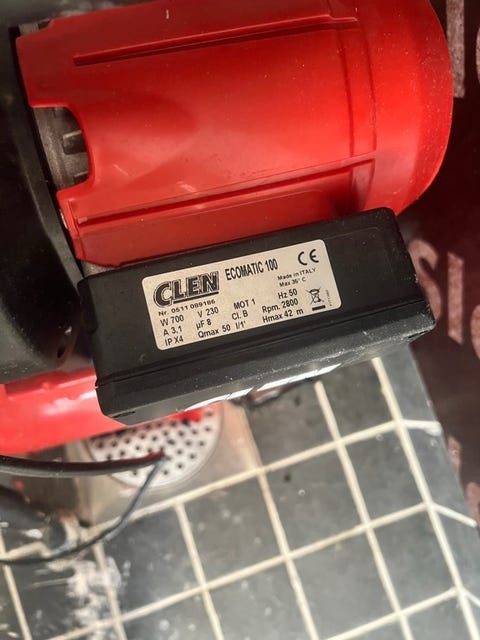 CLEN ECOMATIC 100 CE
Made in ITALY
Max 35° C
Nr. 0511 089186
W 700 V 230 MOT 1 Hz 50
A 3,1 µF 8 Cl. B Rpm. 2800
IP X4 Qmax 50 l/1' Hmax 42 m